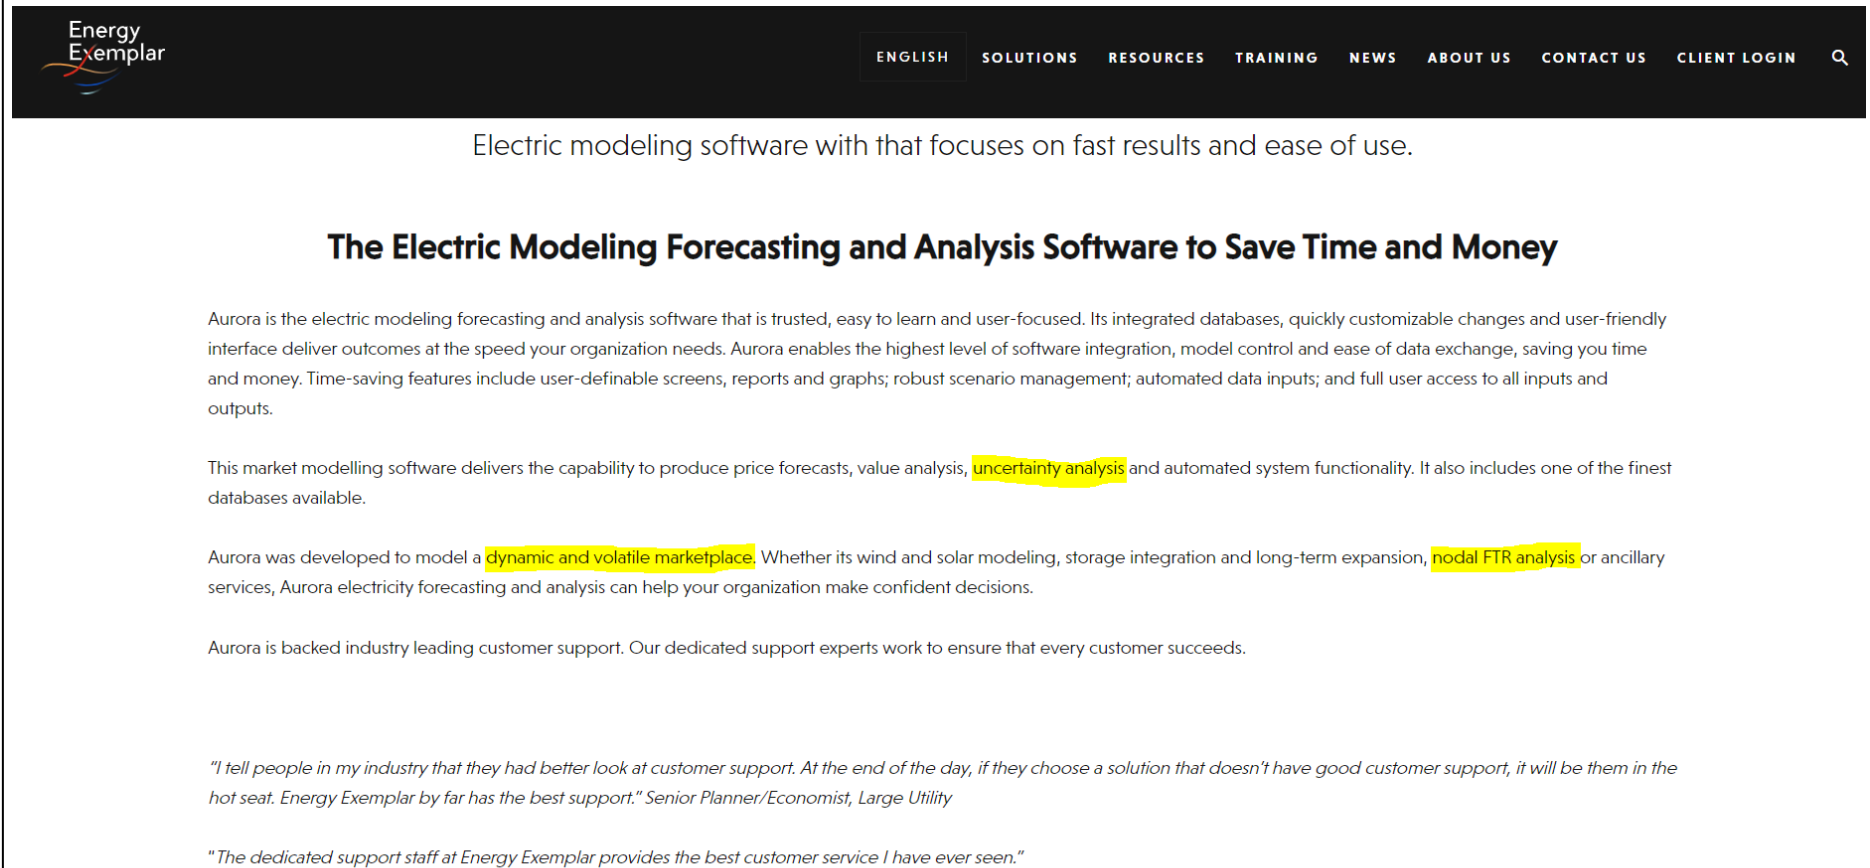 Energy
Exemplar
ENGLISH SOLUTIONS RESOURCES TRAINING NEWS ABOUT US CONTACT US CLIENT LOGIN
Electric modeling software with that focuses on fast results and ease of use.
The Electric Modeling Forecasting and Analysis Software to Save Time and Money
Aurora is the electric modeling forecasting and analysis software that is trusted, easy to learn and user-focused. Its integrated databases, quickly customizable changes and user-friendly
interface deliver outcomes at the speed your organization needs. Aurora enables the highest level of software integration, model control and ease of data exchange, saving you time
and money. Time-saving features include user-definable screens, reports and graphs; robust scenario management; automated data inputs; and full user access to all inputs and
outputs.
This market modelling software delivers the capability to produce price forecasts, value analysis, uncertainty analysis and automated system functionality. It also includes one of the finest
databases available.
Aurora was developed to model a dynamic and volatile marketplace. Whether its wind and solar modeling, storage integration and long-term expansion, nodal FTR analysis or ancillary
services, Aurora electricity forecasting and analysis can help your organization make confident decisions.
Aurora is backed industry leading customer support. Our dedicated support experts work to ensure that every customer succeeds.
"I tell people in my industry that they had better look at customer support. At the end of the day, if they choose a solution that doesn't have good customer support, it will be them in the
hot seat. Energy Exemplar by far has the best support." Senior Planner/Economist, Large Utility
"The dedicated support staff at Energy Exemplar provides the best customer service I have ever seen."